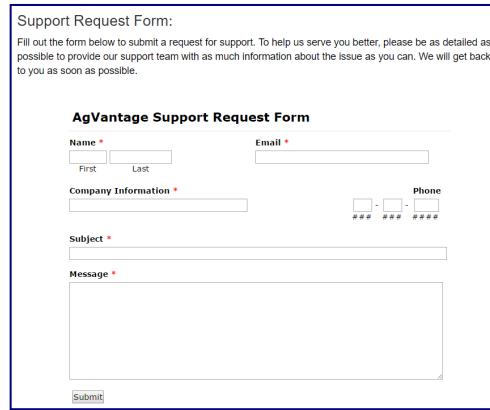 Support Request Form:
Fill out the form below to submit a request for support. To help us serve you better, please be as detailed as
possible to provide our support team with as much information about the issue as you can. We will get back
to you as soon as possible.
AgVantage Support Request Form
Name * Email *
First Last
Company Information * Phone
- -
### ### ####
Subject *
Message *
Submit